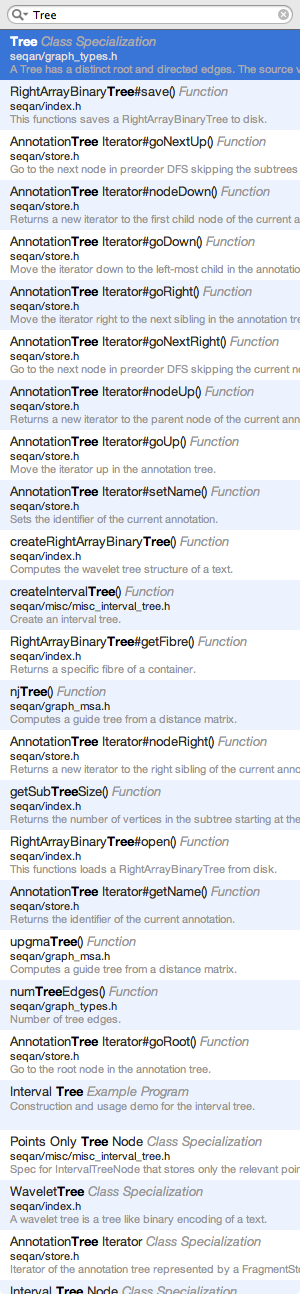 Tree
Tree Class Specialization
seqan/graph_types.h
A Tree has a distinct root and directed edges. The source v
RightArrayBinaryTree#save() Function
seqan/index.h
This functions saves a RightArrayBinaryTree to disk.
AnnotationTree Iterator#goNextUp() Function
seqan/store.h
Go to the next node in preorder DFS skipping the subtrees
AnnotationTree Iterator#nodeDown() Function
seqan/store.h
Returns a new iterator to the first child node of the current a
AnnotationTree Iterator#goDown() Function
seqan/store.h
Move the iterator down to the left-most child in the annotatio
AnnotationTree Iterator#goRight() Function
seqan/store.h
Move the iterator right to the next sibling in the annotation tre
AnnotationTree Iterator#goNextRight() Function
seqan/store.h
Go to the next node in preorder DFS skipping the current no
AnnotationTree Iterator#nodeUp() Function
seqan/store.h
Returns a new iterator to the parent node of the current ann
AnnotationTree Iterator#goUp() Function
seqan/store.h
Move the iterator up in the annotation tree.
AnnotationTree Iterator#setName() Function
seqan/store.h
Sets the identifier of the current annotation.
createRightArrayBinaryTree() Function
seqan/index.h
Computes the wavelet tree structure of a text.
createIntervalTree() Function
seqan/misc/misc_interval_tree.h
Create an interval tree.
RightArrayBinaryTree#getFibre() Function
seqan/index.h
Returns a specific fibre of a container.
njTree() Function
seqan/graph_msa.h
Computes a guide tree from a distance matrix.
AnnotationTree Iterator#nodeRight() Function
seqan/store.h
Returns a new iterator to the right sibling of the current anno
getSubTreeSize() Function
seqan/index.h
Returns the number of vertices in the subtree starting at the
RightArrayBinaryTree#open() Function
seqan/index.h
This functions loads a RightArrayBinaryTree from disk.
AnnotationTree Iterator#getName() Function
seqan/store.h
Returns the identifier of the current annotation.
upgmaTree() Function
seqan/graph_msa.h
Computes a guide tree from a distance matrix.
numTreeEdges() Function
seqan/graph_types.h
Number of tree edges.
AnnotationTree Iterator#goRoot() Function
seqan/store.h
Go to the root node in the annotation tree.
Interval Tree Example Program
Construction and usage demo for the interval tree.
Points Only Tree Node Class Specialization
seqan/misc/misc_interval_tree.h
Spec for IntervalTreeNode that stores only the relevant poin
WaveletTree Class Specialization
seqan/index.h
A wavelet tree is a tree like binary encoding of a text.
AnnotationTree Iterator Class Specialization
seqan/store.h
Iterator of the annotation tree represented by a FragmentSto
Interval Tree Node Class Specialization